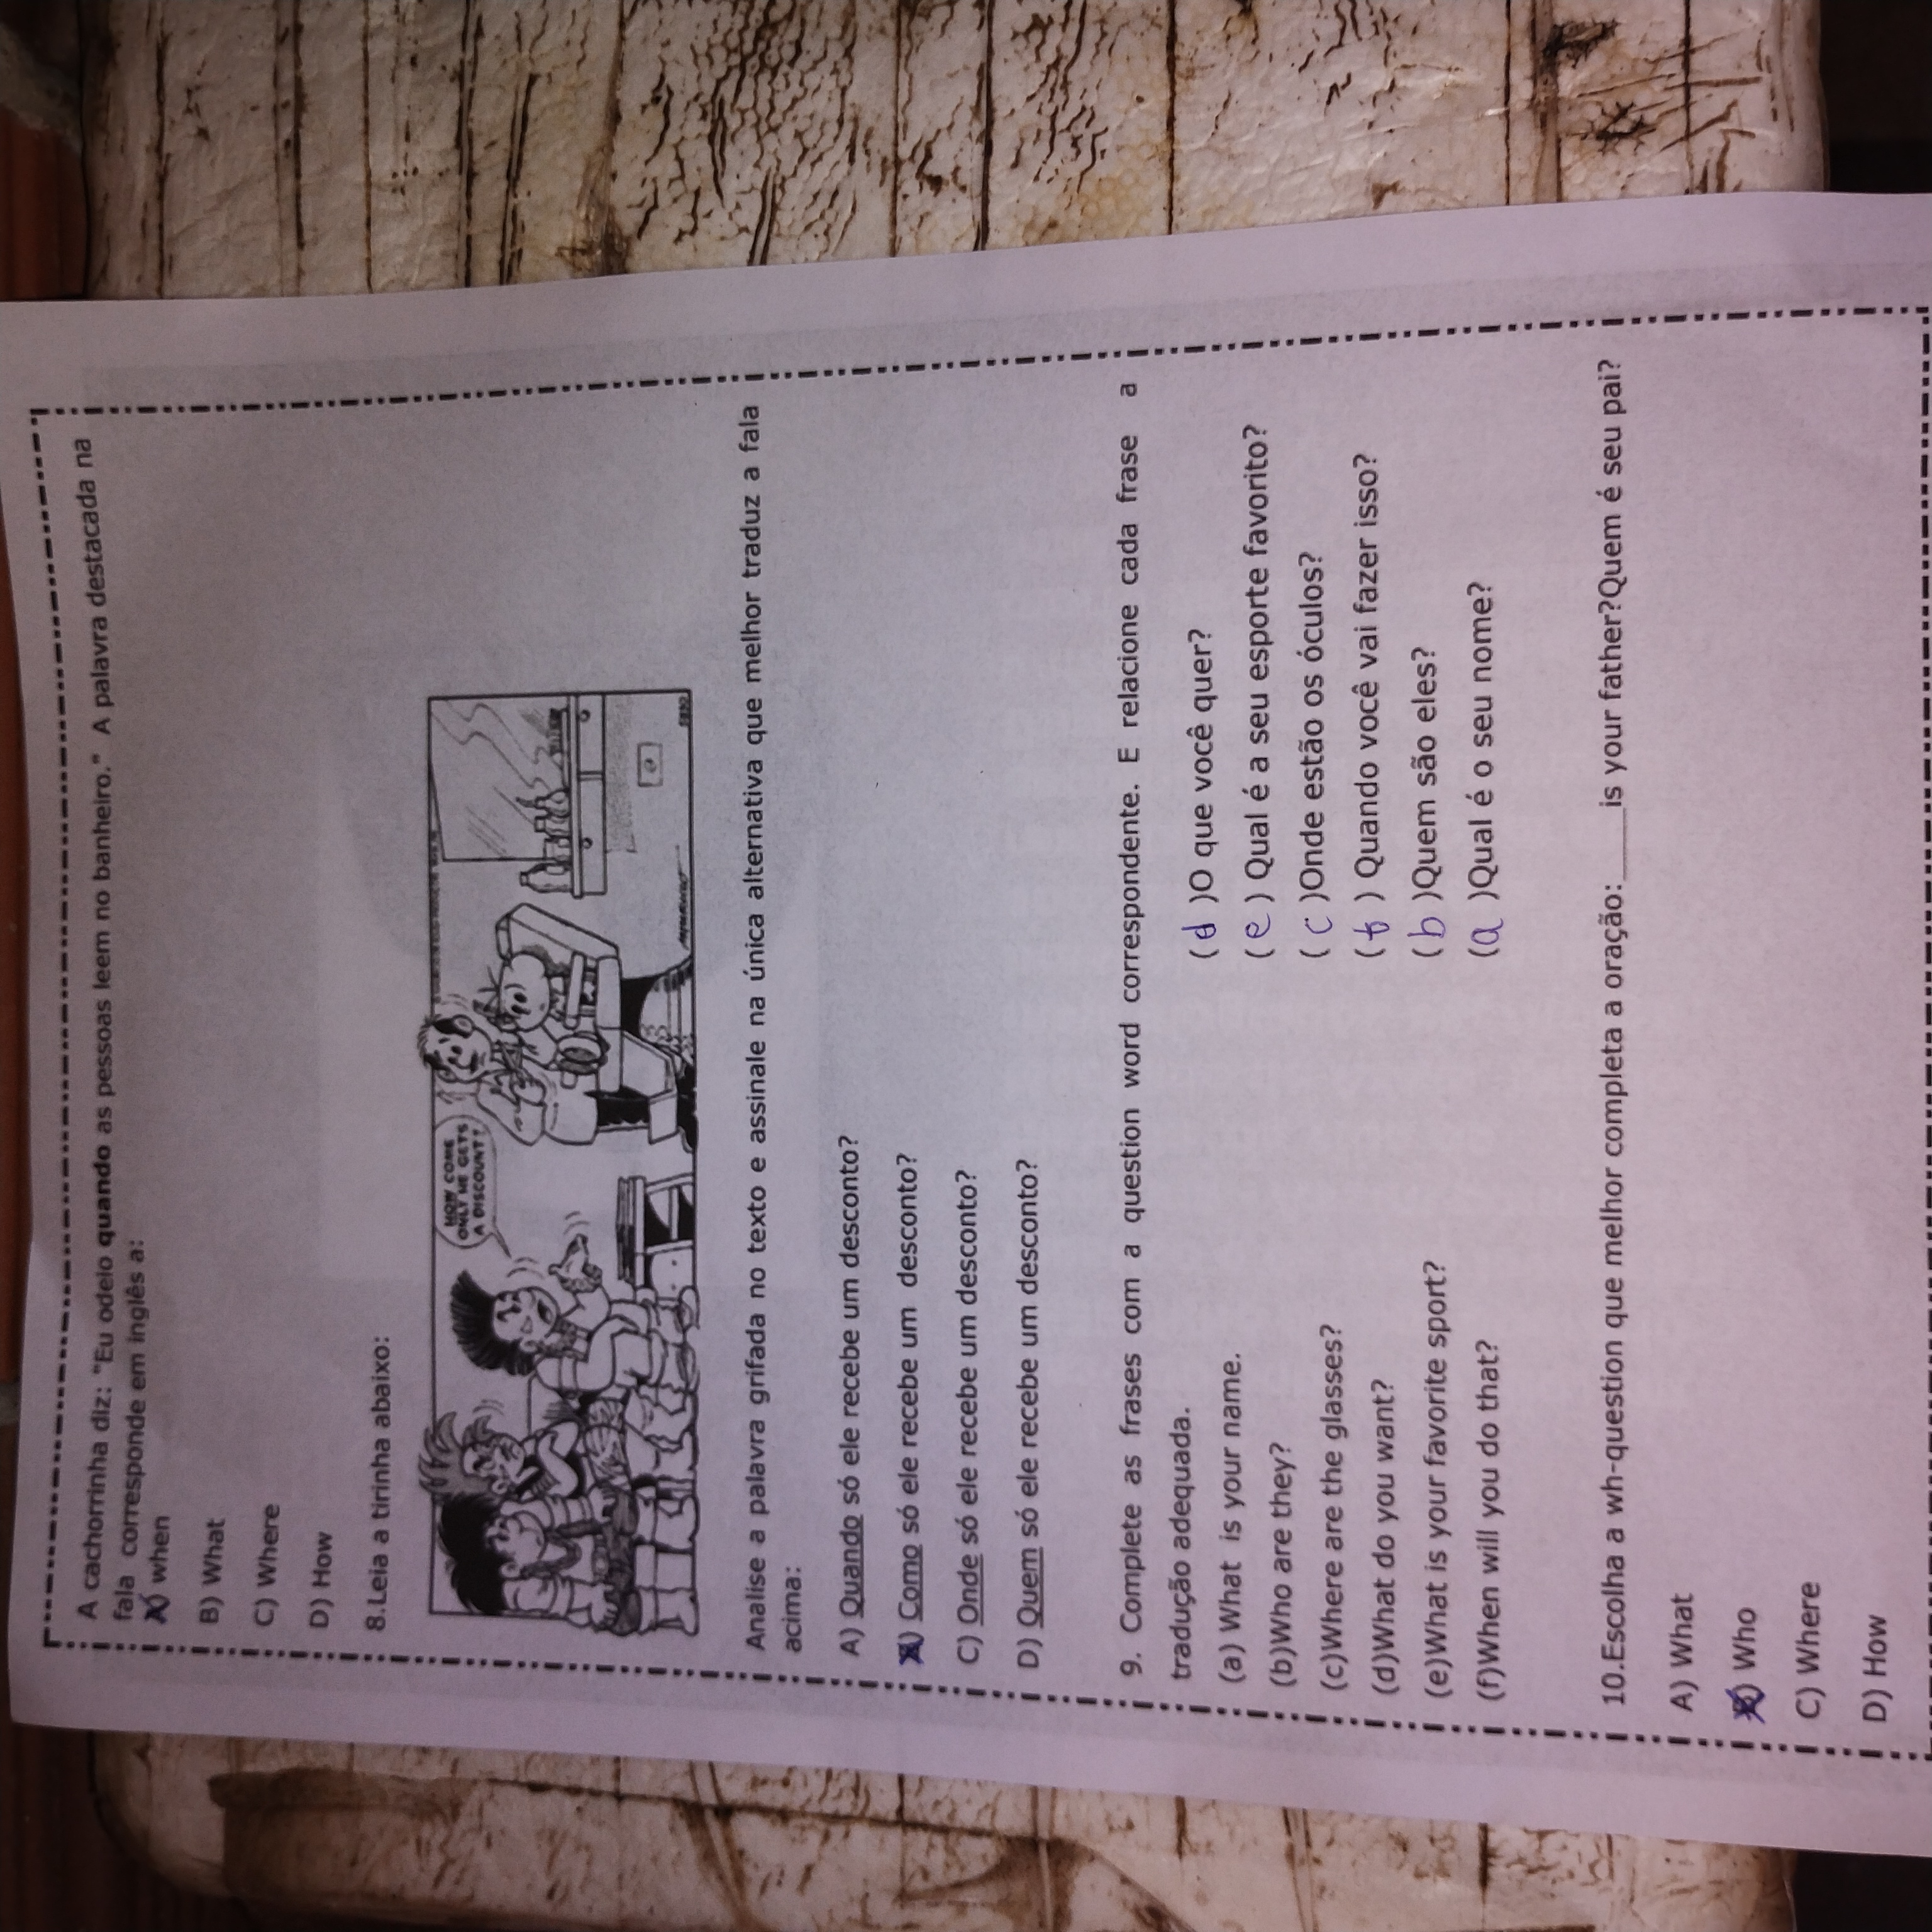 A cachorrinha diz: "Eu odeio quando as pessoas leem no banheiro." A palavra destacada na
fala corresponde em inglês a:
A) when
B) What
C) Where
D) How
8.Leia a tirinha abaixo:
HOW COME
ONLY HE GETS
A DISCOUNT?
Analise a palavra grifada no texto e assinale na única alternativa que melhor traduz a fala
acima:
A) Quando só ele recebe um desconto?
B) Como só ele recebe um desconto?
C) Onde só ele recebe um desconto?
D) Quem só ele recebe um desconto?
9. Complete as frases com a question word correspondente. E relacione cada frase a
tradução adequada.
(a) What is your name.
(b)Who are they?
(c)Where are the glasses?
(d)What do you want?
(e)What is your favorite sport?
(f)When will you do that?
(d )O que você quer?
(e ) Qual é a seu esporte favorito?
( c )Onde estão os óculos?
(f ) Quando você vai fazer isso?
(b )Quem são eles?
(a )Qual é o seu nome?
10.Escolha a wh-question que melhor completa a oração:_____is your father?Quem é seu pai?
A) What
B) Who
C) Where
D) How